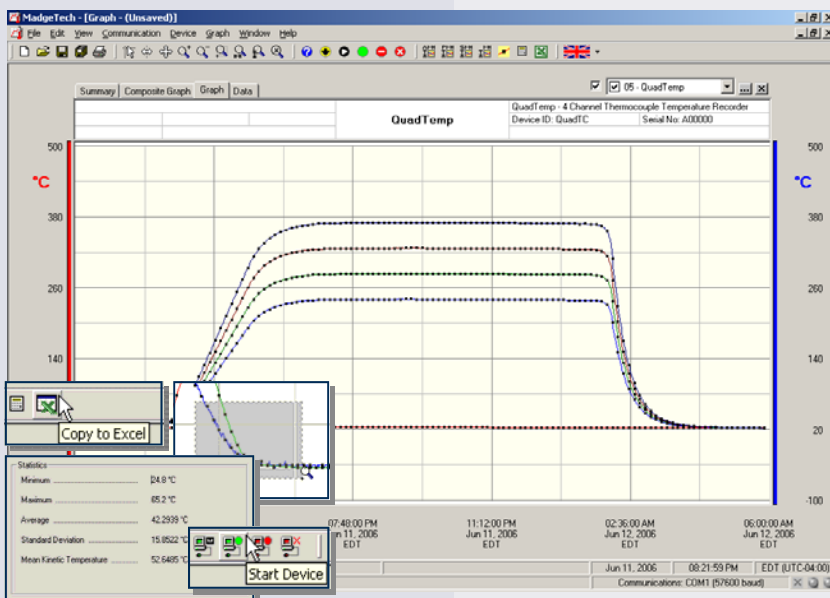 MadgeTech - [Graph - (Unsaved)]
File Edit View Communication Device Graph Window Help
Summary Composite Graph Graph Data
05 - QuadTemp
QuadTemp
QuadTemp - 4 Channel Thermocouple Temperature Recorder
Device ID: QuadTC Serial No: A00000
500 500
°C °C
380 380
260 260
140 140
20
-100
Copy to Excel
Statistics
Minimum 24.8 °C
Maximum 65.2 °C
Average 42.2939 °C
Standard Deviation 15.8522 °C
Mean Kinetic Temperature 52.6485 °C
Start Device
07:48:00 PM 11:12:00 PM 02:36:00 AM 06:00:00 AM
n 11, 2006 Jun 11, 2006 Jun 12, 2006 Jun 12, 2006
EDT EDT EDT EDT
Jun 11, 2006 08:21:59 PM EDT (UTC-04:00)
Communications: COM1 (57600 baud)